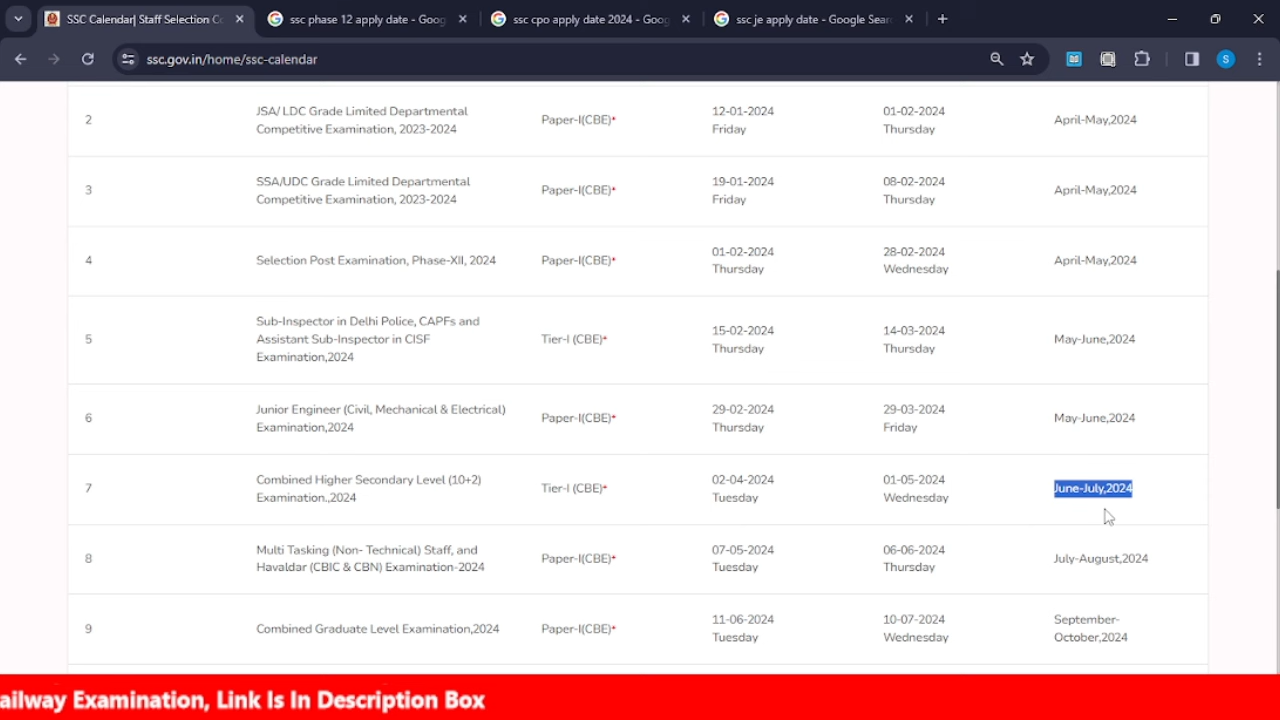 SSC Calendar| Staff Selection Co
ssc phase 12 apply date - Goog
ssc cpo apply date 2024 - Goog
ssc je apply date - Google Sear
ssc.gov.in/home/ssc-calendar
S
2
JSA/ LDC Grade Limited Departmental
Competitive Examination, 2023-2024
Paper-I(CBE)*
12-01-2024
Friday
01-02-2024
Thursday
April-May,2024
3
SSA/UDC Grade Limited Departmental
Competitive Examination, 2023-2024
Paper-I(CBE)*
19-01-2024
Friday
08-02-2024
Thursday
April-May,2024
4
Selection Post Examination, Phase-XII, 2024
Paper-I(CBE)*
01-02-2024
Thursday
28-02-2024
Wednesday
April-May,2024
5
Sub-Inspector in Delhi Police, CAPFs and
Assistant Sub-Inspector in CISF
Examination,2024
Tier-I (CBE)*
15-02-2024
Thursday
14-03-2024
Thursday
May-June,2024
6
Junior Engineer (Civil, Mechanical & Electrical)
Examination,2024
Paper-I(CBE)*
29-02-2024
Thursday
29-03-2024
Friday
May-June,2024
7
Combined Higher Secondary Level (10+2)
Examination.,2024
Tier-I (CBE)*
02-04-2024
Tuesday
01-05-2024
Wednesday
June-July,2024
8
Multi Tasking (Non- Technical) Staff, and
Havaldar (CBIC & CBN) Examination-2024
Paper-I(CBE)*
07-05-2024
Tuesday
06-06-2024
Thursday
July-August,2024
9
Combined Graduate Level Examination,2024
Paper-I(CBE)*
11-06-2024
Tuesday
10-07-2024
Wednesday
September-
October,2024
ailway Examination, Link Is In Description Box